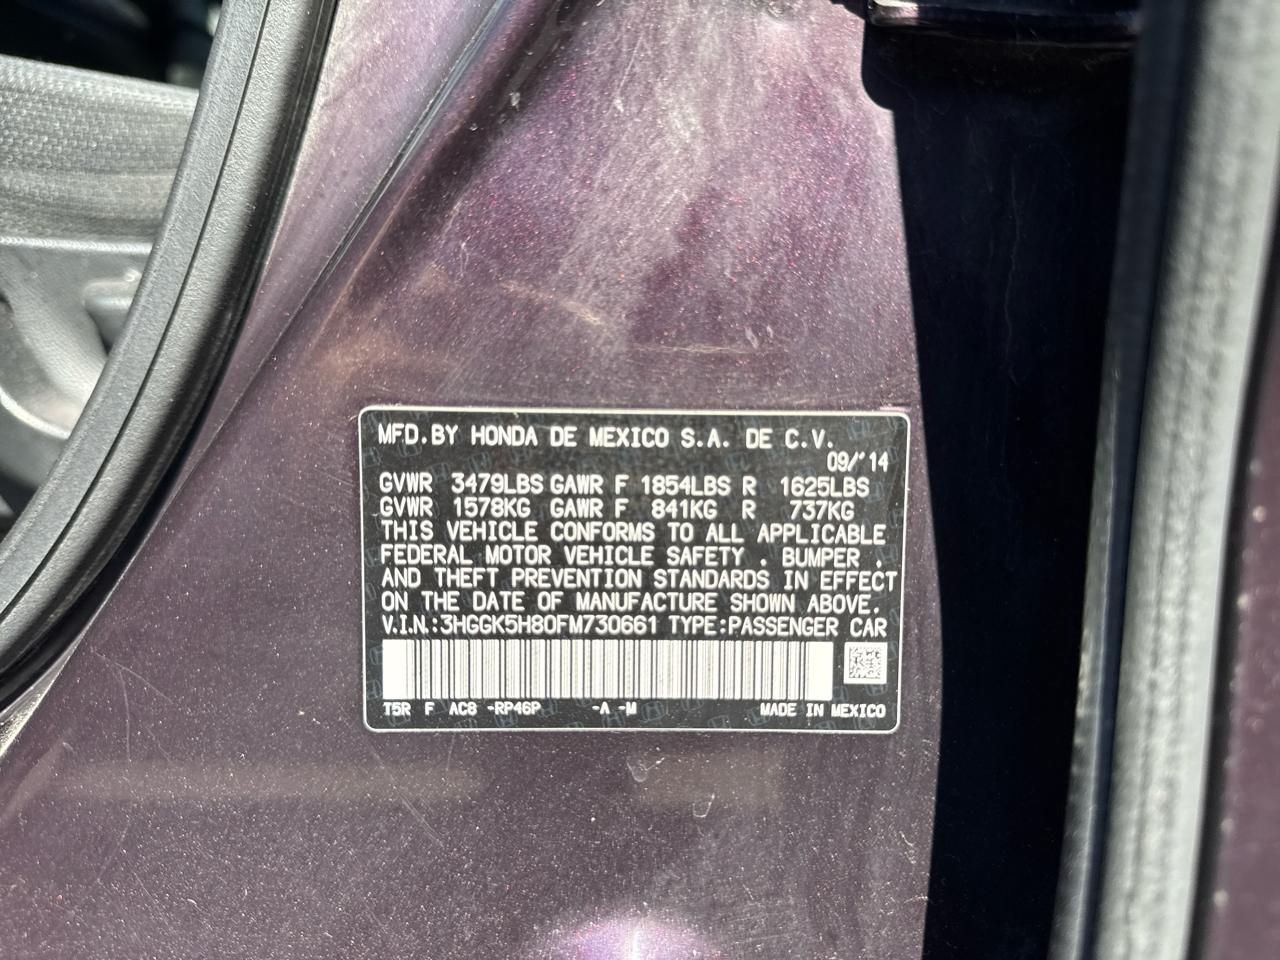 MFD.BY HONDA DE MEXICO S.A. DE C.V.
09/'14
GVWR 3479LBS GAWR F 1854LBS R 1625LBS
GVWR 1578KG GAWR F 841KG R 737KG
THIS VEHICLE CONFORMS TO ALL APPLICABLE
FEDERAL MOTOR VEHICLE SAFETY , BUMPER ,
AND THEFT PREVENTION STANDARDS IN EFFECT
ON THE DATE OF MANUFACTURE SHOWN ABOVE.
V.I.N.:3HGGK5H80FM730661 TYPE:PASSENGER CAR
T5R F AC8 -RP46P -A -M MADE IN MEXICO